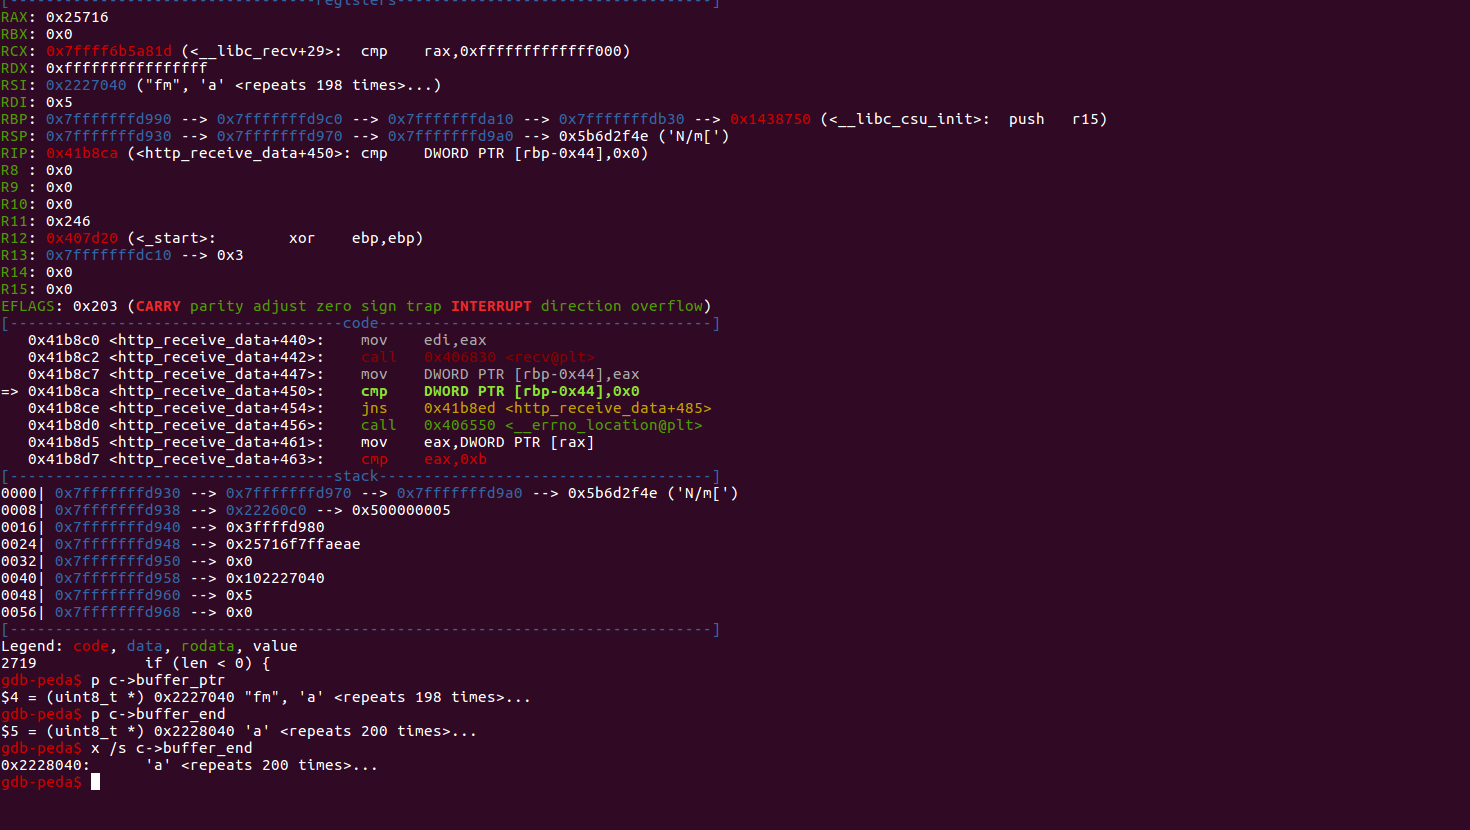 [-----------------------------------registers-----------------------------------]
RAX: 0x25716
RBX: 0x0
RCX: 0x7ffff6b5a81d (<__libc_recv+29>:	cmp    rax,0xfffffffffffff000)
RDX: 0xffffffffffffffff
RSI: 0x2227040 ("fm", 'a' <repeats 198 times>...)
RDI: 0x5
RBP: 0x7fffffffd990 --> 0x7fffffffd9c0 --> 0x7fffffffda10 --> 0x7fffffffdb30 --> 0x1438750 (<__libc_csu_init>:	push   r15)
RSP: 0x7fffffffd930 --> 0x7fffffffd970 --> 0x7fffffffd9a0 --> 0x5b6d2f4e ('N/m[')
RIP: 0x41b8ca (<http_receive_data+450>:	cmp    DWORD PTR [rbp-0x44],0x0)
R8 : 0x0
R9 : 0x0
R10: 0x0
R11: 0x246
R12: 0x407d20 (<_start>:	xor    ebp,ebp)
R13: 0x7fffffffdc10 --> 0x3
R14: 0x0
R15: 0x0
EFLAGS: 0x203 (CARRY parity adjust zero sign trap INTERRUPT direction overflow)
[-------------------------------------code-------------------------------------]
   0x41b8c0 <http_receive_data+440>:	mov    edi,eax
   0x41b8c2 <http_receive_data+442>:	call   0x406830 <recv@plt>
   0x41b8c7 <http_receive_data+447>:	mov    DWORD PTR [rbp-0x44],eax
=> 0x41b8ca <http_receive_data+450>:	cmp    DWORD PTR [rbp-0x44],0x0
   0x41b8ce <http_receive_data+454>:	jns    0x41b8ed <http_receive_data+485>
   0x41b8d0 <http_receive_data+456>:	call   0x406550 <__errno_location@plt>
   0x41b8d5 <http_receive_data+461>:	mov    eax,DWORD PTR [rax]
   0x41b8d7 <http_receive_data+463>:	cmp    eax,0xb
[------------------------------------stack-------------------------------------]
0000| 0x7fffffffd930 --> 0x7fffffffd970 --> 0x7fffffffd9a0 --> 0x5b6d2f4e ('N/m[')
0008| 0x7fffffffd938 --> 0x22260c0 --> 0x500000005
0016| 0x7fffffffd940 --> 0x3ffffd980
0024| 0x7fffffffd948 --> 0x25716f7ffaeae
0032| 0x7fffffffd950 --> 0x0
0040| 0x7fffffffd958 --> 0x102227040
0048| 0x7fffffffd960 --> 0x5
0056| 0x7fffffffd968 --> 0x0
[------------------------------------------------------------------------------]
Legend: code, data, rodata, value
2719	        if (len < 0) {
gdb-peda$ p c->buffer_ptr
$4 = (uint8_t *) 0x2227040 "fm", 'a' <repeats 198 times>...
gdb-peda$ p c->buffer_end
$5 = (uint8_t *) 0x2228040 'a' <repeats 200 times>...
gdb-peda$ x /s c->buffer_end
0x2228040:	'a' <repeats 200 times>...
gdb-peda$